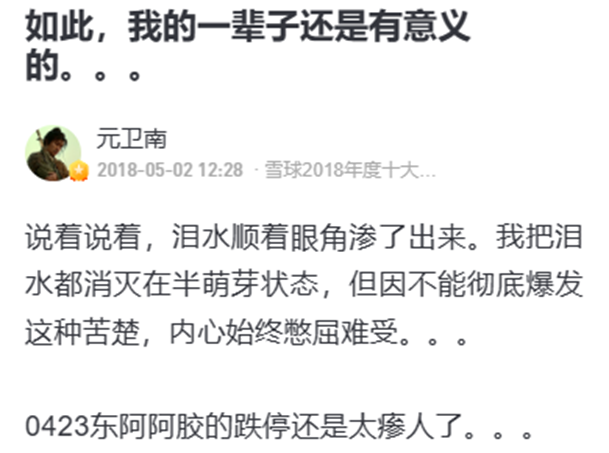 如此，我的一辈子还是有意义
的。。。
元卫南
2018-05-02 12:28 · 雪球2018年度十大...
说着说着，泪水顺着眼角渗了出来。我把泪
水都消灭在半萌芽状态，但因不能彻底爆发
这种苦楚，内心始终憋屈难受。。。
0423东阿阿胶的跌停还是太瘆人了。。。